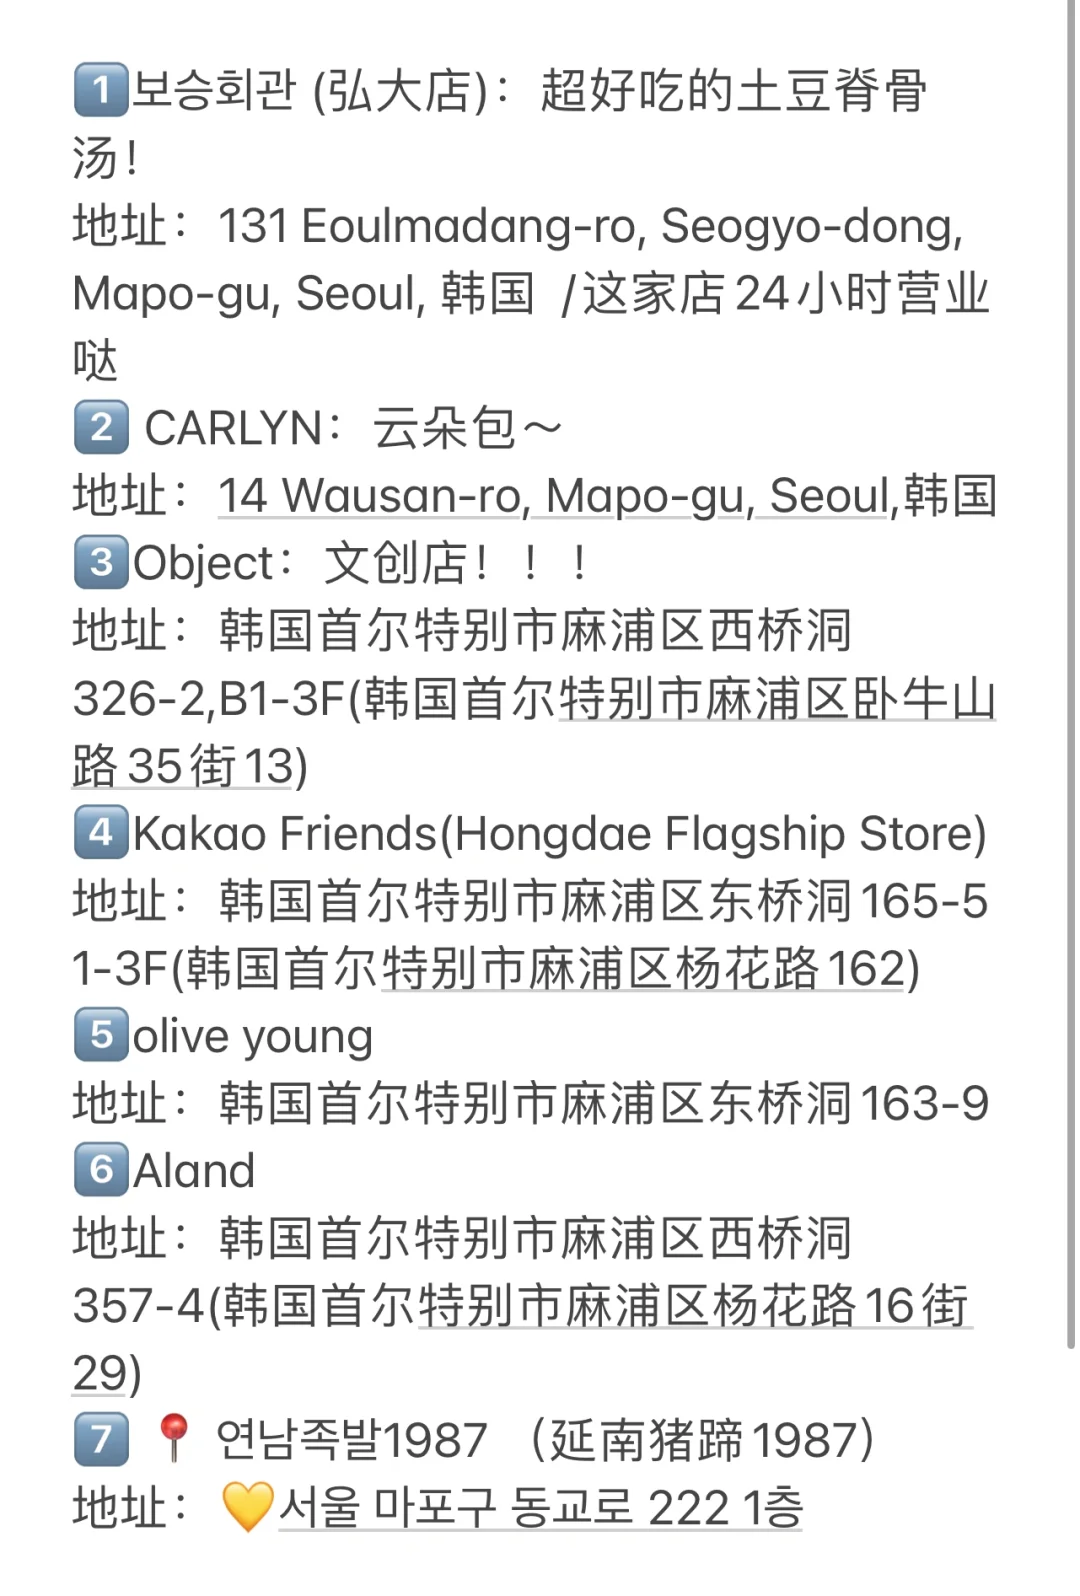 1️⃣보승회관 (弘大店)：超好吃的土豆脊骨
汤！
地址：131 Eoulmadang-ro, Seogyo-dong,
Mapo-gu, Seoul, 韩国 /这家店24小时营业
哒
2️⃣ CARLYN：云朵包～
地址：14 Wausan-ro, Mapo-gu, Seoul,韩国
3️⃣Object：文创店！！！
地址：韩国首尔特别市麻浦区西桥洞
326-2,B1-3F(韩国首尔特别市麻浦区卧牛山
路35街13)
4️⃣Kakao Friends(Hongdae Flagship Store)
地址：韩国首尔特别市麻浦区东桥洞165-5
1-3F(韩国首尔特别市麻浦区杨花路162)
5️⃣olive young
地址：韩国首尔特别市麻浦区东桥洞163-9
6️⃣Aland
地址：韩国首尔特别市麻浦区西桥洞
357-4(韩国首尔特别市麻浦区杨花路16街
29)
7️⃣ 📍 연남족발1987 （延南猪蹄1987）
地址：💛서울 마포구 동교로 222 1층